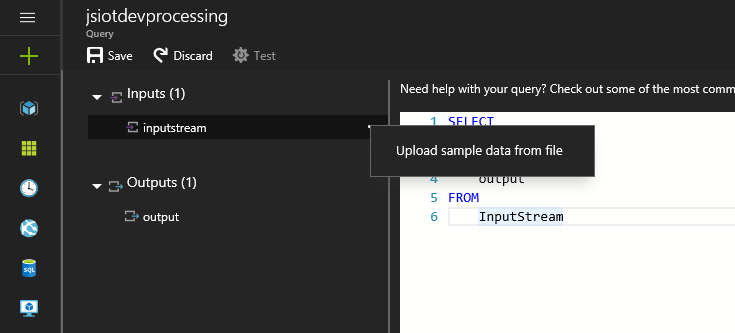 jsiotdevprocessing
Query
Save Discard Test
Need help with your query? Check out some of the most
Inputs (1)
inputstream
1 SELECT
Upload sample data from file
4 output
Outputs (1)
5 FROM
output
6 InputStream
SQL